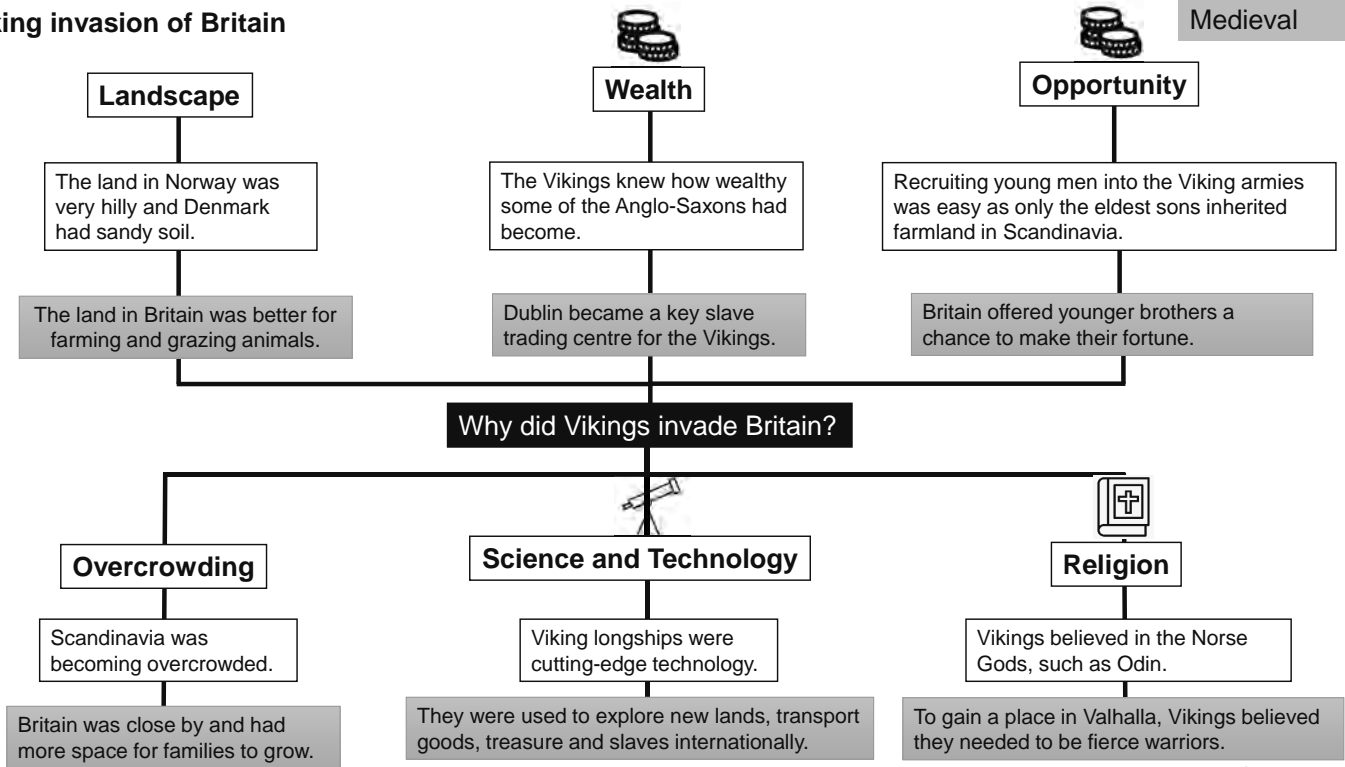 king invasion of Britain
Medieval
Landscape
The land in Norway was
very hilly and Denmark
had sandy soil.
The land in Britain was better for
farming and grazing animals.
Wealth
The Vikings knew how wealthy
some of the Anglo-Saxons had
become.
Dublin became a key slave
trading centre for the Vikings.
Opportunity
Recruiting young men into the Viking armies
was easy as only the eldest sons inherited
farmland in Scandinavia.
Britain offered younger brothers a
chance to make their fortune.
Why did Vikings invade Britain?
Overcrowding
Scandinavia was
becoming overcrowded.
Britain was close by and had
more space for families to grow.
Science and Technology
Viking longships were
cutting-edge technology.
They were used to explore new lands, transport
goods, treasure and slaves internationally.
Religion
Vikings believed in the Norse
Gods, such as Odin.
To gain a place in Valhalla, Vikings believed
they needed to be fierce warriors.